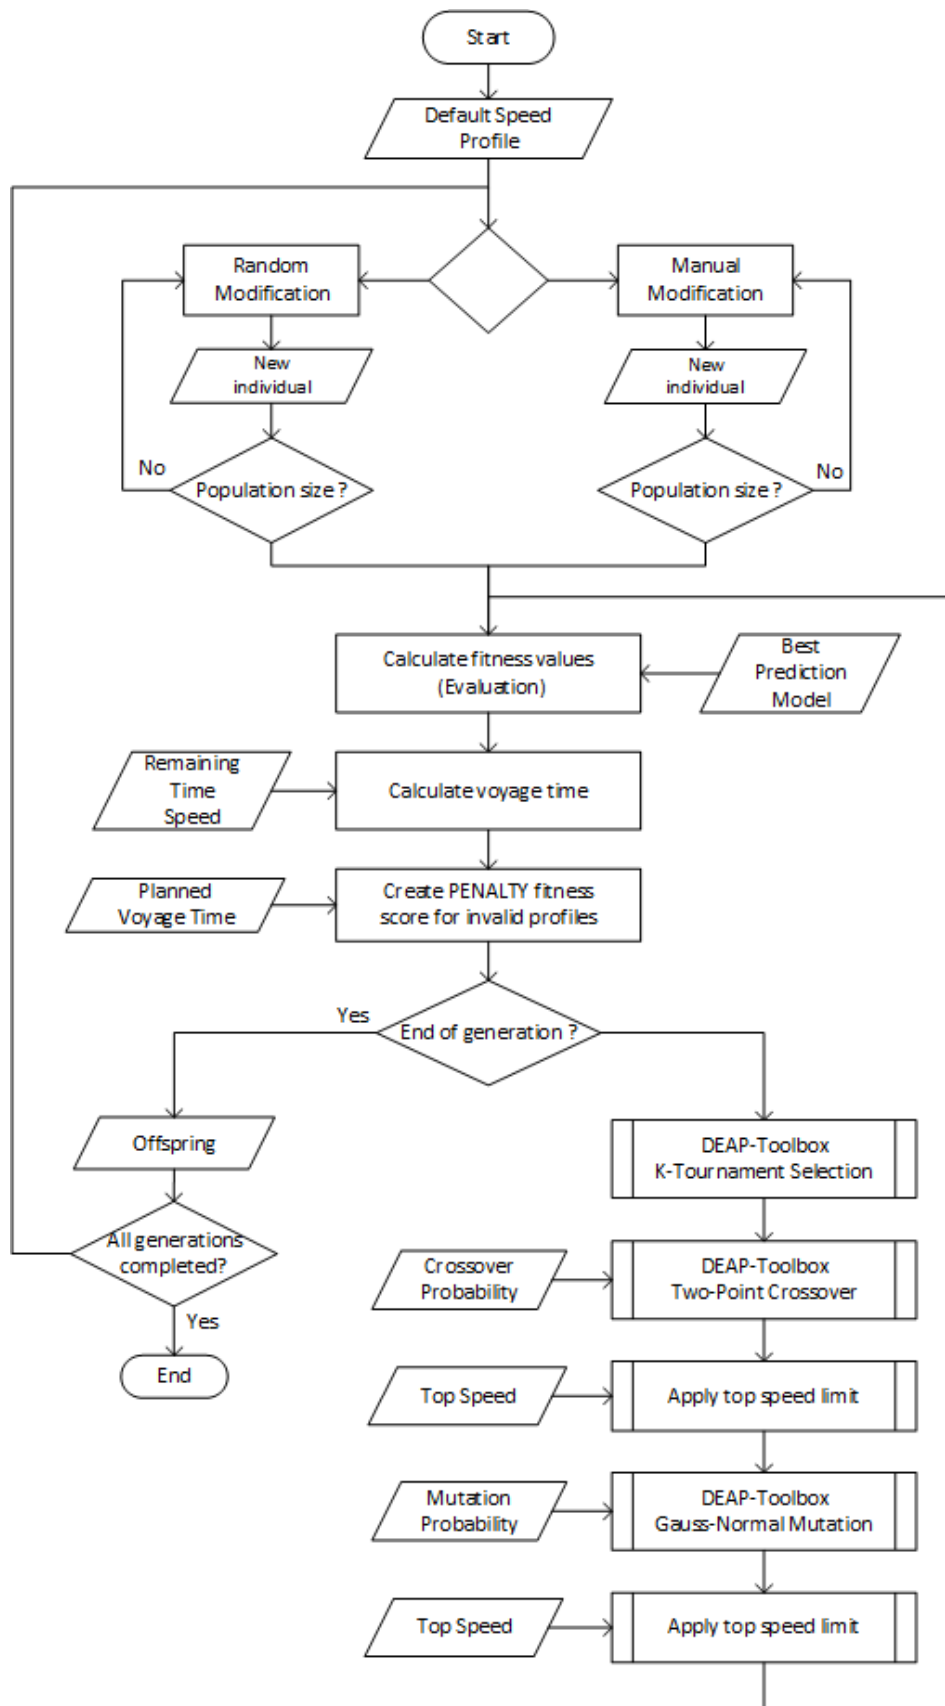 Start
Default Speed
Profile
Random
Modification
Manual
Modification
New
individual
New
individual
No
Population size ?
Population size ?
No
Calculate fitness values
(Evaluation)
Best
Prediction
Model
Remaining
Time
Speed
Calculate voyage time
Planned
Voyage Time
Create PENALTY fitness
score for invalid profiles
Yes
End of generation ?
Offspring
DEAP-Toolbox
K-Tournament Selection
All generations
completed?
Crossover
Probability
DEAP-Toolbox
Two-Point Crossover
Yes
End
Top Speed
Apply top speed limit
Mutation
Probability
DEAP-Toolbox
Gauss-Normal Mutation
Top Speed
Apply top speed limit